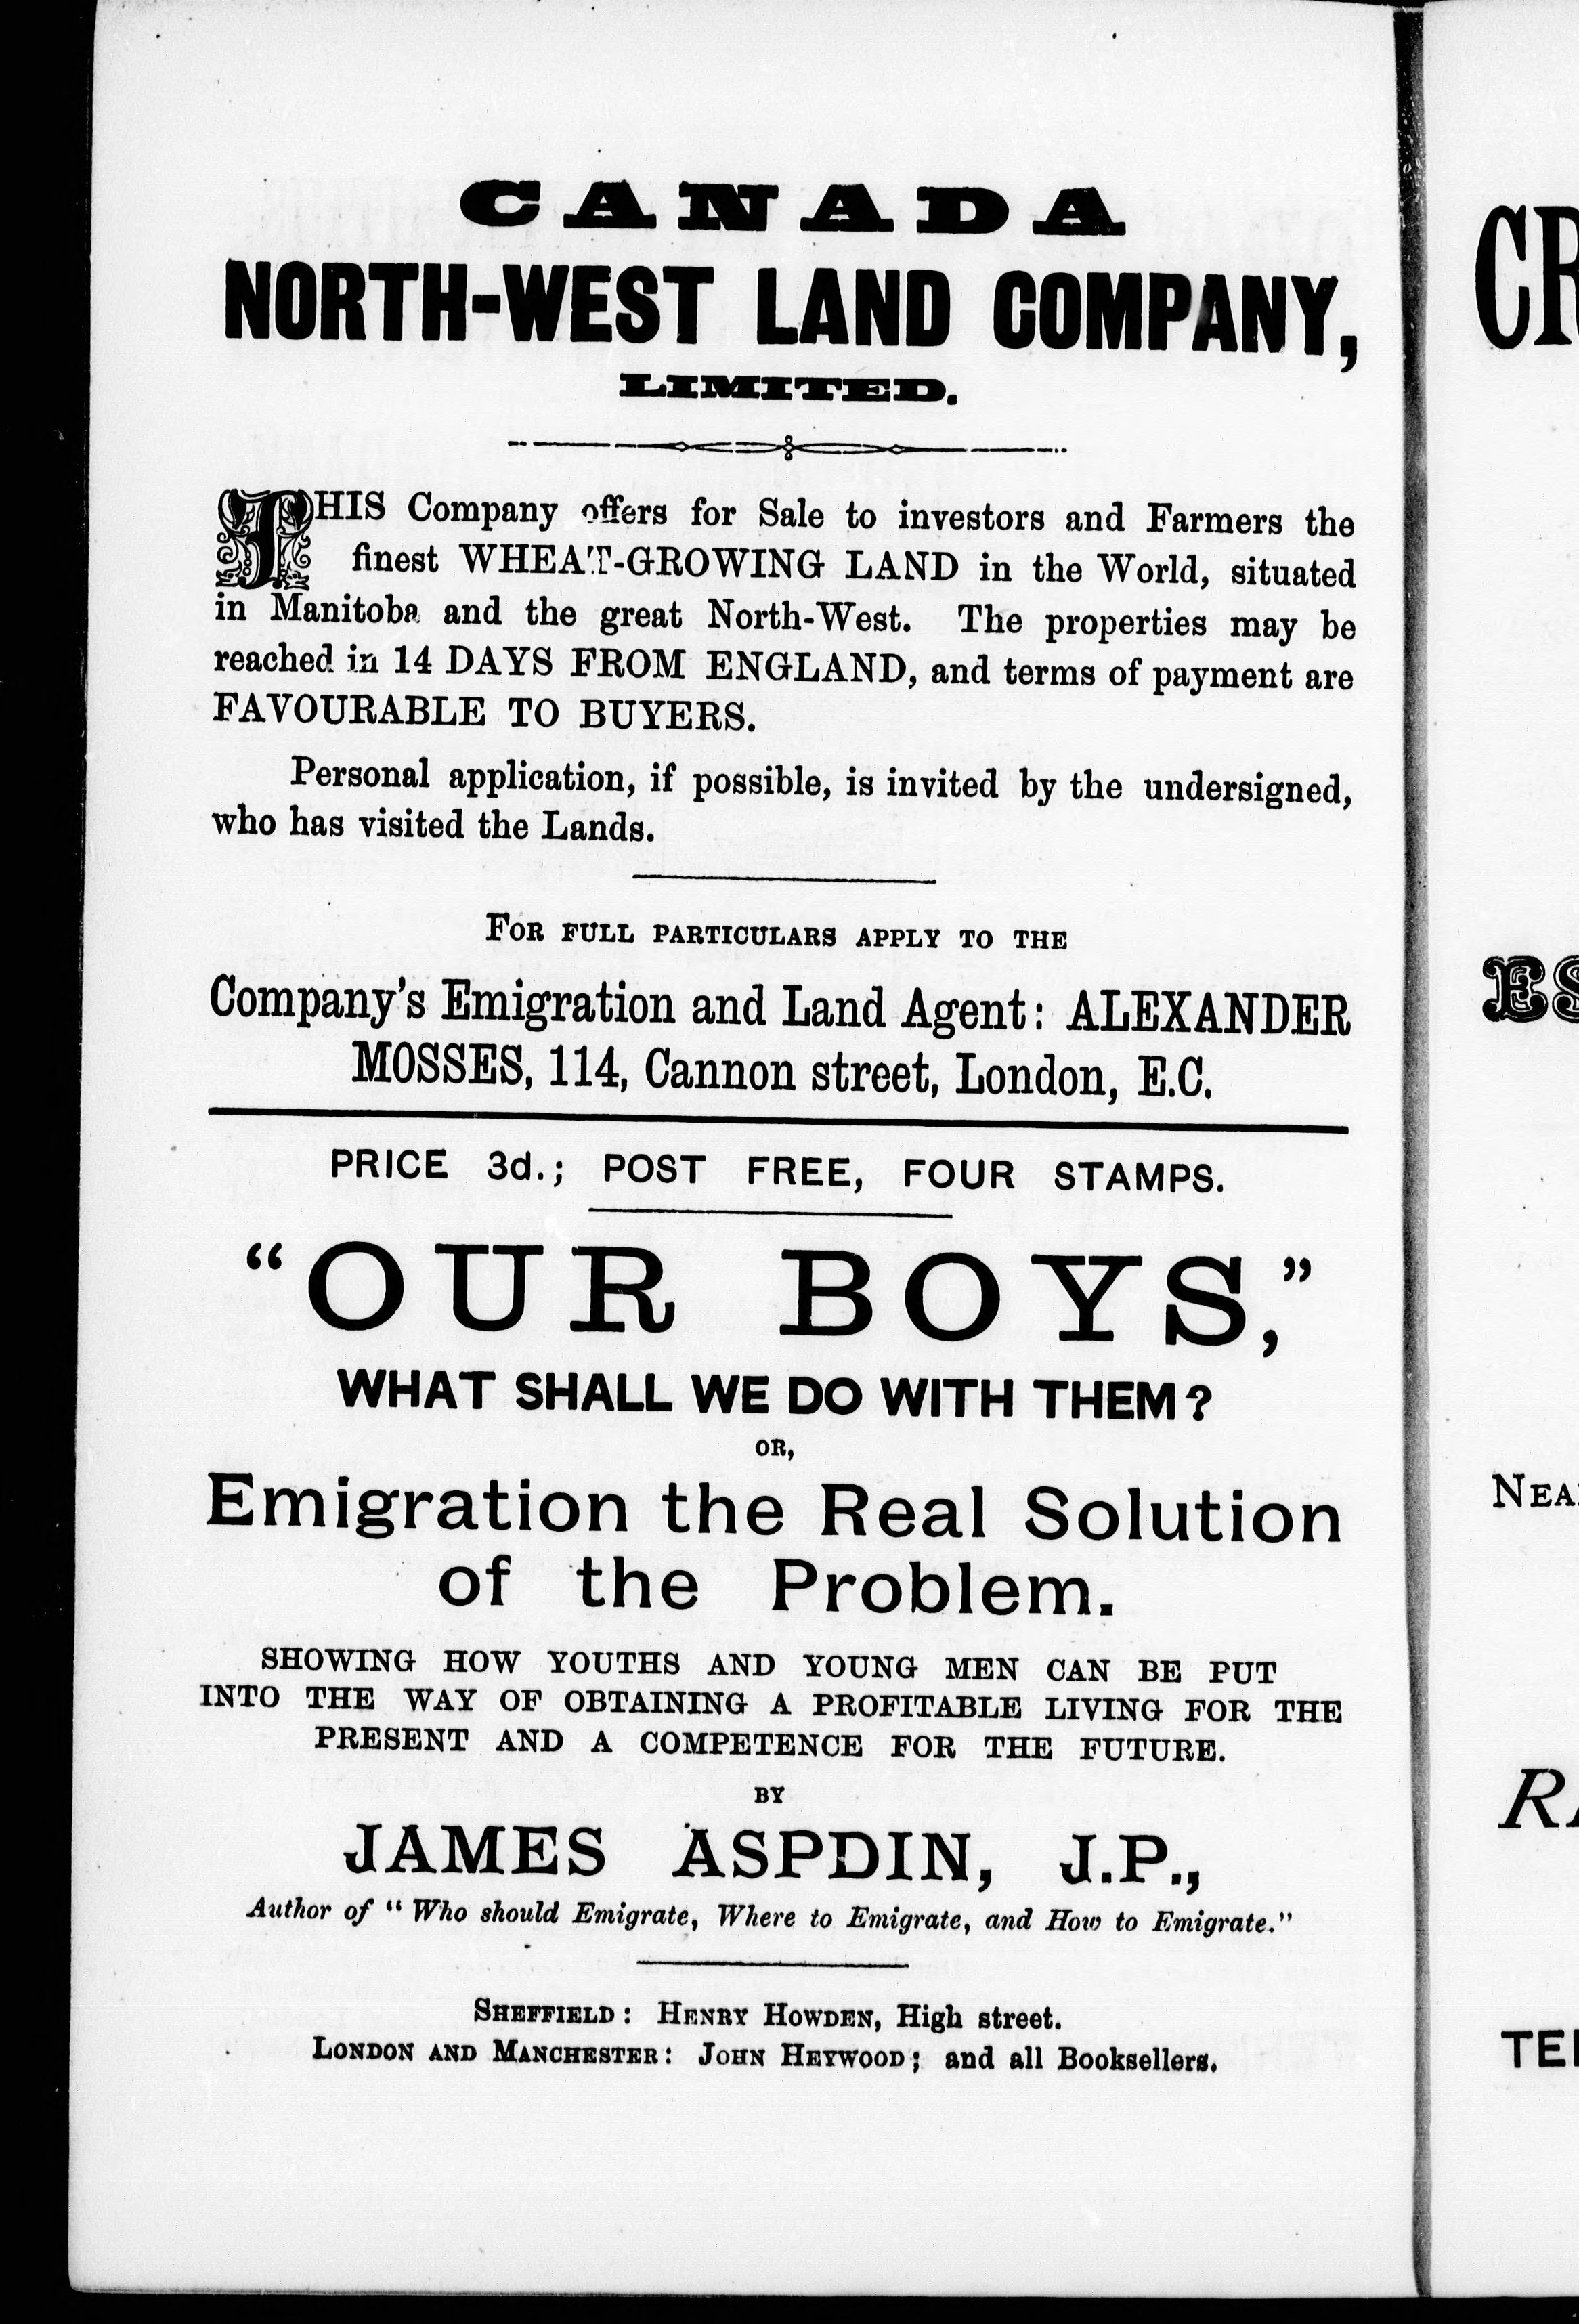 CANADA
NORTH-WEST LAND COMPANY,
LIMITED.
THIS Company offers for Sale to investors and Farmers the
finest WHEAT-GROWING LAND in the World, situated
in Manitoba and the great North-West. The properties may be
reached in 14 DAYS FROM ENGLAND, and terms of payment are
FAVOURABLE TO BUYERS.
Personal application, if possible, is invited by the undersigned,
who has visited the Lands.
FOR FULL PARTICULARS APPLY TO THE
Company's Emigration and Land Agent: ALEXANDER
MOSSES, 114, Cannon street, London, E.C.
PRICE 3d.; POST FREE, FOUR STAMPS.
"OUR BOYS,"
WHAT SHALL WE DO WITH THEM?
OR,
Emigration the Real Solution
of the Problem.
SHOWING HOW YOUTHS AND YOUNG MEN CAN BE PUT
INTO THE WAY OF OBTAINING A PROFITABLE LIVING FOR THE
PRESENT AND A COMPETENCE FOR THE FUTURE.
BY
JAMES ASPDIN, J.P.,
Author of "Who should Emigrate, Where to Emigrate, and How to Emigrate."
SHEFFIELD: HENRY HOWDEN, High street.
LONDON AND MANCHESTER: JOHN HEYWOOD; and all Booksellers.